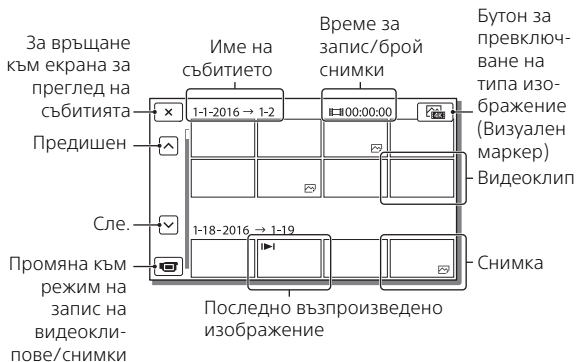 За връщане
към екрана за
преглед на
събитията
Име на
събитието
Време за
запис/брой
снимки
Бутон за
превключ-
ване на
типа изо-
бражение
(Визуален
маркер)
1-1-2016 → 1-2
00:00:00
4K
Предишен
Видеоклип
Сле.
1-18-2016 → 1-19
Промяна към
режим на
запис на
видеокли-
пове/снимки
Снимка
Последно възпроизведено
изображение